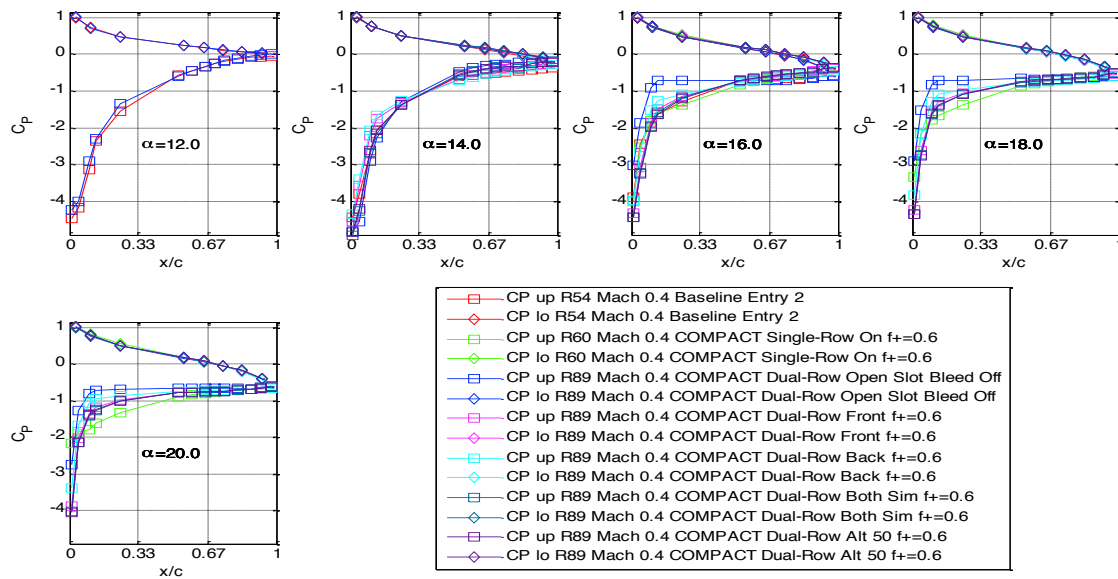 1
0
-1
-2
-3
-4
C_P
α=12.0
0 0.33 0.67 1
x/c
1
0
-1
-2
-3
-4
C_P
α=14.0
0 0.33 0.67 1
x/c
1
0
-1
-2
-3
-4
C_P
α=16.0
0 0.33 0.67 1
x/c
1
0
-1
-2
-3
-4
C_P
α=18.0
0 0.33 0.67 1
x/c
1
0
-1
-2
-3
-4
C_P
α=20.0
0 0.33 0.67 1
x/c
CP up R54 Mach 0.4 Baseline Entry 2
CP lo R54 Mach 0.4 Baseline Entry 2
CP up R60 Mach 0.4 COMPACT Single-Row On f+=0.6
CP lo R60 Mach 0.4 COMPACT Single-Row On f+=0.6
CP up R89 Mach 0.4 COMPACT Dual-Row Open Slot Bleed Off
CP lo R89 Mach 0.4 COMPACT Dual-Row Open Slot Bleed Off
CP up R89 Mach 0.4 COMPACT Dual-Row Front f+=0.6
CP lo R89 Mach 0.4 COMPACT Dual-Row Front f+=0.6
CP up R89 Mach 0.4 COMPACT Dual-Row Back f+=0.6
CP lo R89 Mach 0.4 COMPACT Dual-Row Back f+=0.6
CP up R89 Mach 0.4 COMPACT Dual-Row Both Sim f+=0.6
CP lo R89 Mach 0.4 COMPACT Dual-Row Both Sim f+=0.6
CP up R89 Mach 0.4 COMPACT Dual-Row Alt 50 f+=0.6
CP lo R89 Mach 0.4 COMPACT Dual-Row Alt 50 f+=0.6